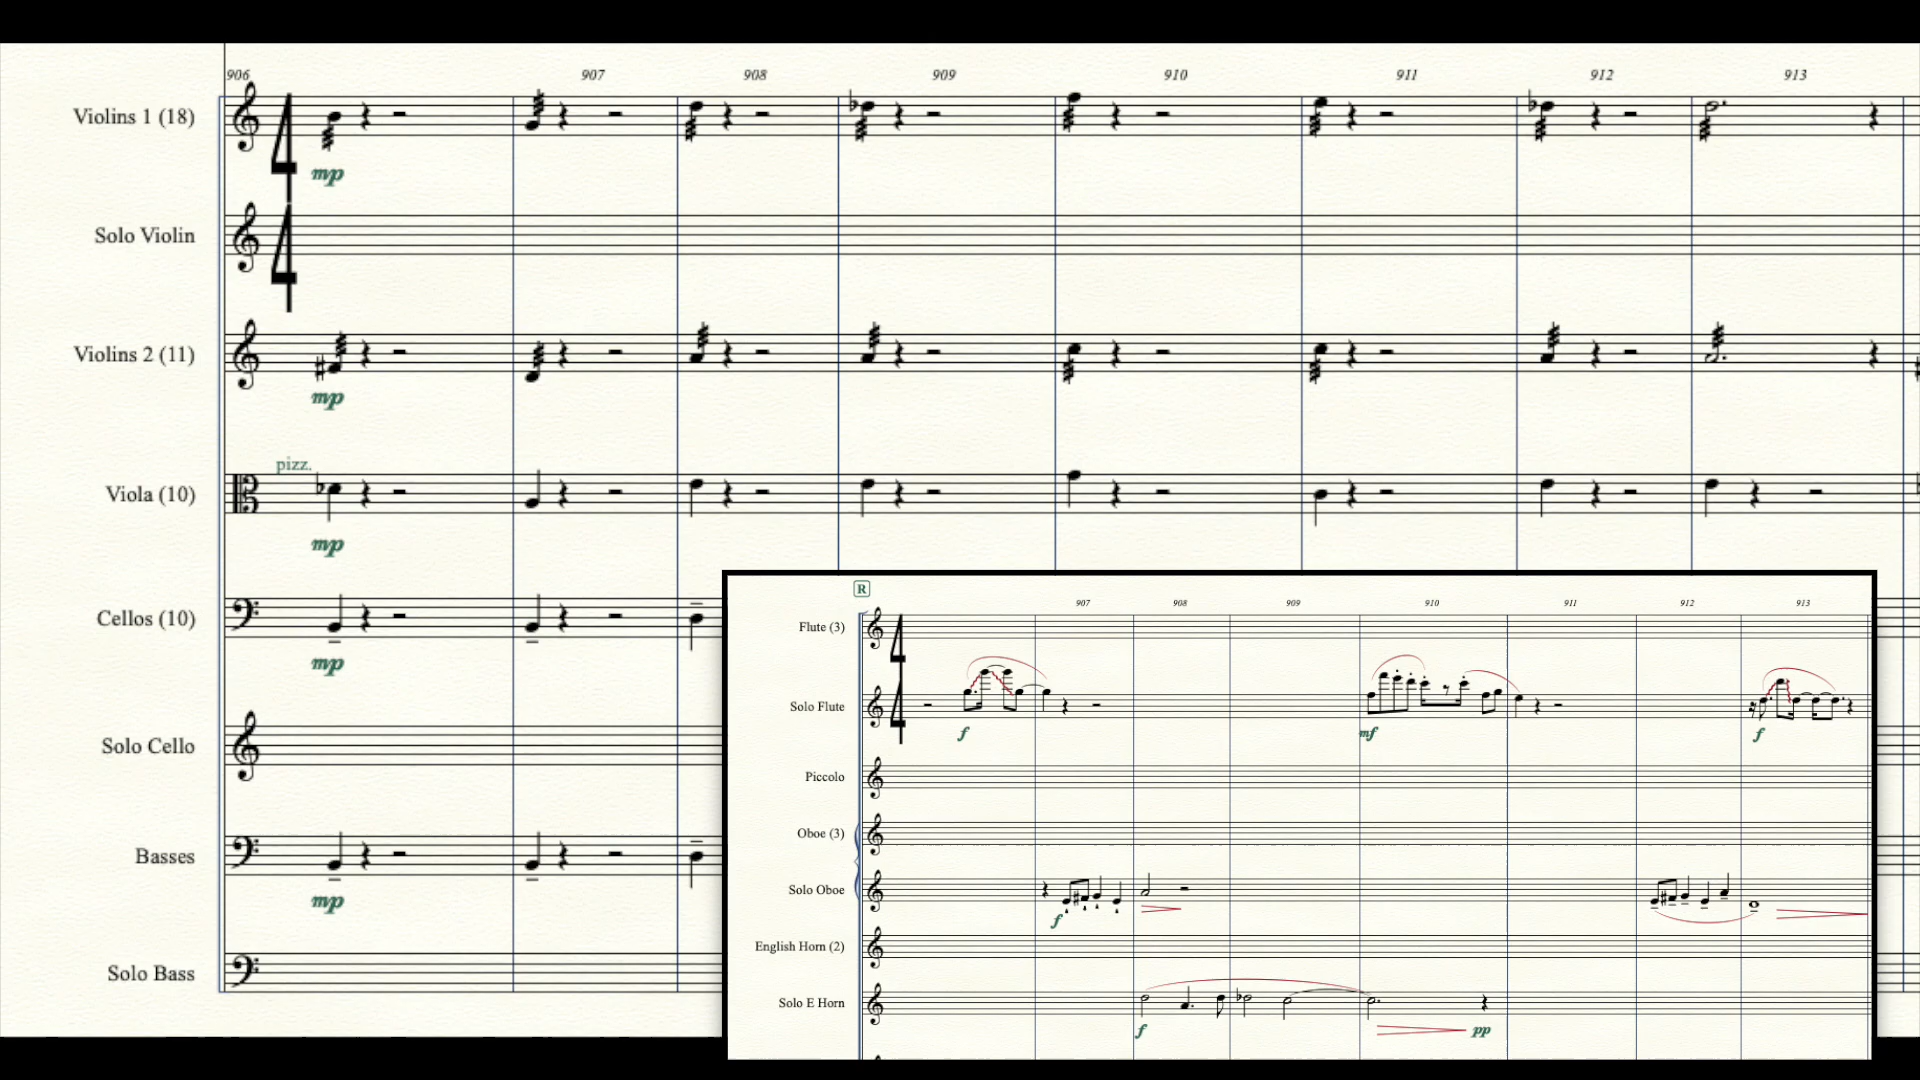 906 907 908 909 910 911 912 913
Violins 1 (18)
mp
Solo Violin
Violins 2 (11)
mp
pizz.
Viola (10)
mp
Cellos (10)
mp
Solo Cello
Basses
mp
Solo Bass
R
907 908 909 910 911 912 913
Flute (3)
Solo Flute
f mf f
Piccolo
Oboe (3)
Solo Oboe
f
English Horn (2)
Solo E Horn
f pp